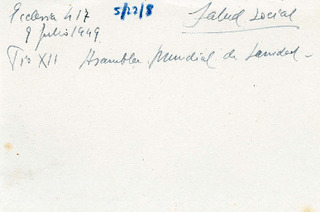 Ecclesia 417 5/22/8 Salud Social
9 Julio 1949
Pio XII Asamblea Mundial de Sanidad -